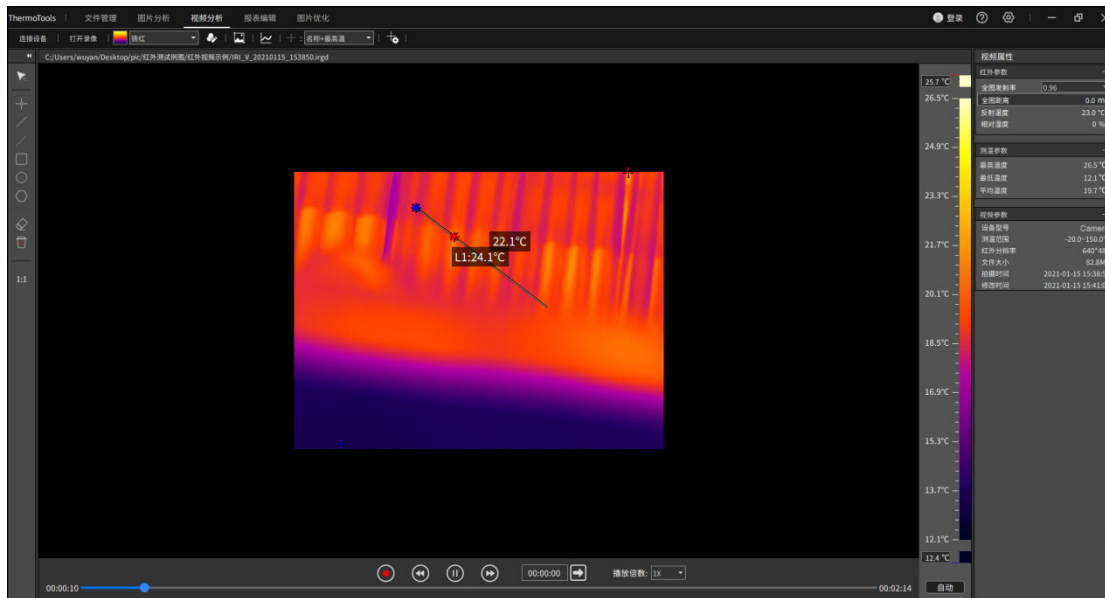 ThermoTools 文件管理 图片分析 视频分析 报表编辑 图片优化 登录
连接设备 打开录像 铁红 名称+最高温
C:/Users/wuyan/Desktop/pic/红外测试例图/红外视频示例/IRI_V_20210115_153850.irgd
1:1
22.1°C
L1:24.1°C
25.7 °C
26.5°C
24.9°C
23.3°C
21.7°C
20.1°C
18.5°C
16.9°C
15.3°C
13.7°C
12.1°C
12.4 °C
自动
视频属性
红外参数
全图发射率 0.96
全图距离 0.0 m
反射温度 23.0 °C
相对湿度 0 %
测温参数
最高温度 26.5 °C
最低温度 12.1 °C
平均温度 19.7 °C
视频参数
设备型号 Camer
测温范围 -20.0~150.0°
红外分辨率 640*48
文件大小 82.8M
拍摄时间 2021-01-15 15:38:5
修改时间 2021-01-15 15:41:0
00:00:00 播放倍数: 1X
00:00:10 00:02:14